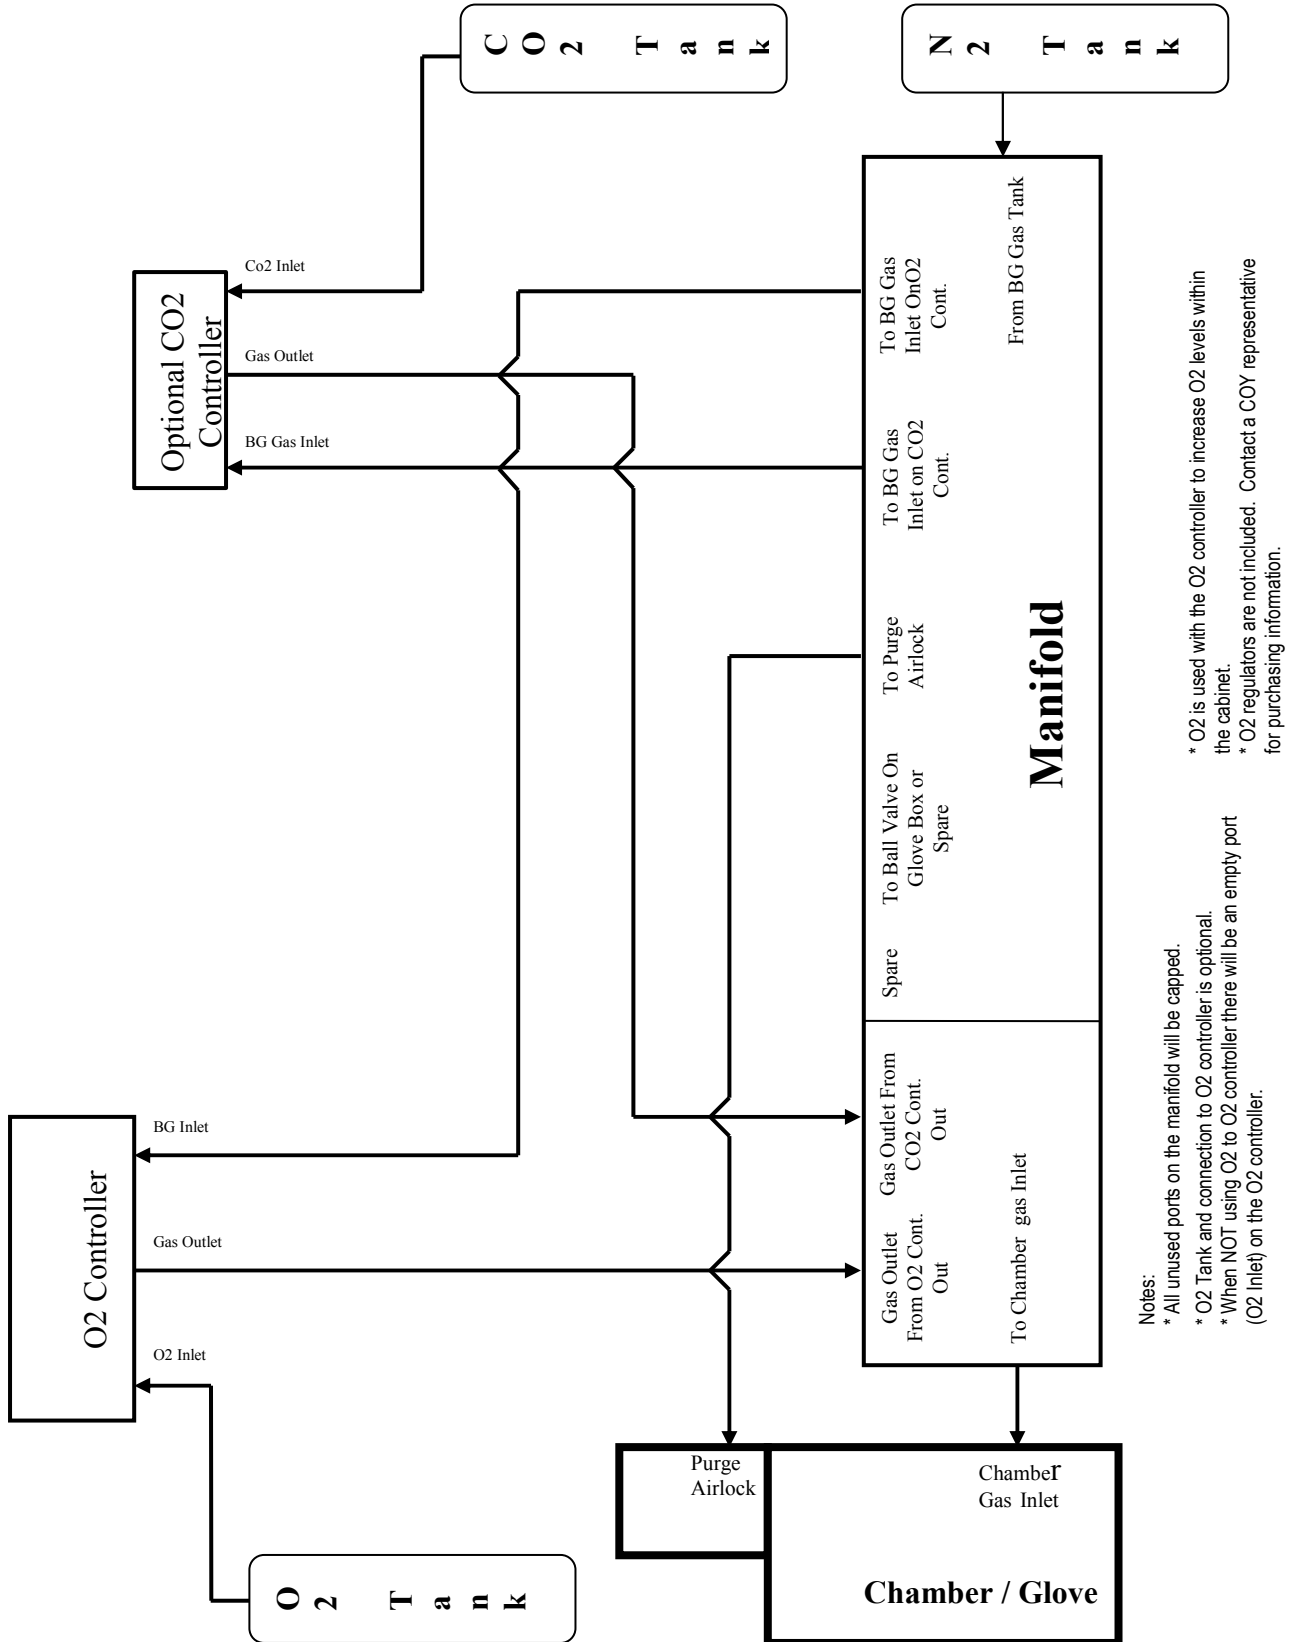 CO2 Tank
N2 Tank
Co2 Inlet
Optional CO2
Controller
Gas Outlet
BG Gas Inlet
To BG Gas
Inlet OnO2
Cont.
From BG Gas Tank
To BG Gas
Inlet on CO2
Cont.
To Purge
Airlock
Manifold
To Ball Valve On
Glove Box or
Spare
Spare
BG Inlet
O2 Controller
Gas Outlet
O2 Inlet
Gas Outlet From
CO2 Cont.
Out
Gas Outlet
From O2 Cont.
Out
To Chamber gas Inlet
Purge
Airlock
Chamber
Gas Inlet
Chamber / Glove
O2 Tank
Notes:
* All unused ports on the manifold will be capped.
* O2 Tank and connection to O2 controller is optional.
* When NOT using O2 to O2 controller there will be an empty port
(O2 Inlet) on the O2 controller.
* O2 is used with the O2 controller to increase O2 levels within
the cabinet.
* O2 regulators are not included. Contact a COY representative
for purchasing information.